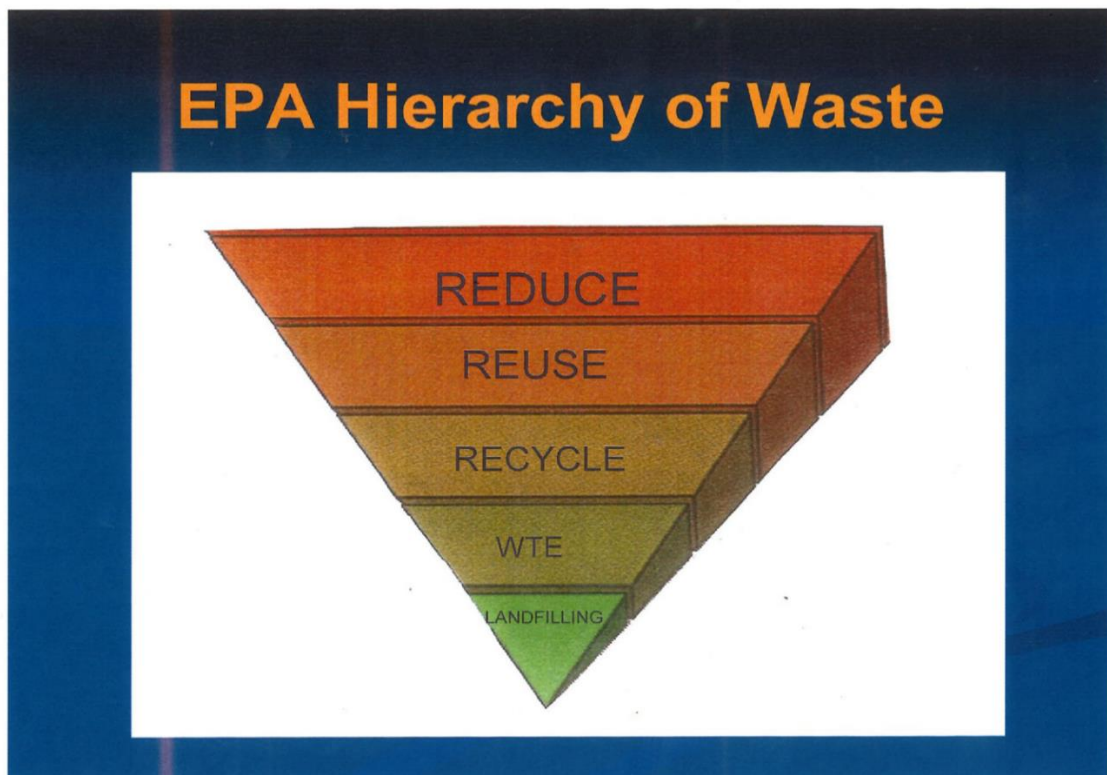 EPA Hierarchy of Waste
REDUCE
REUSE
RECYCLE
WTE
LANDFILLING